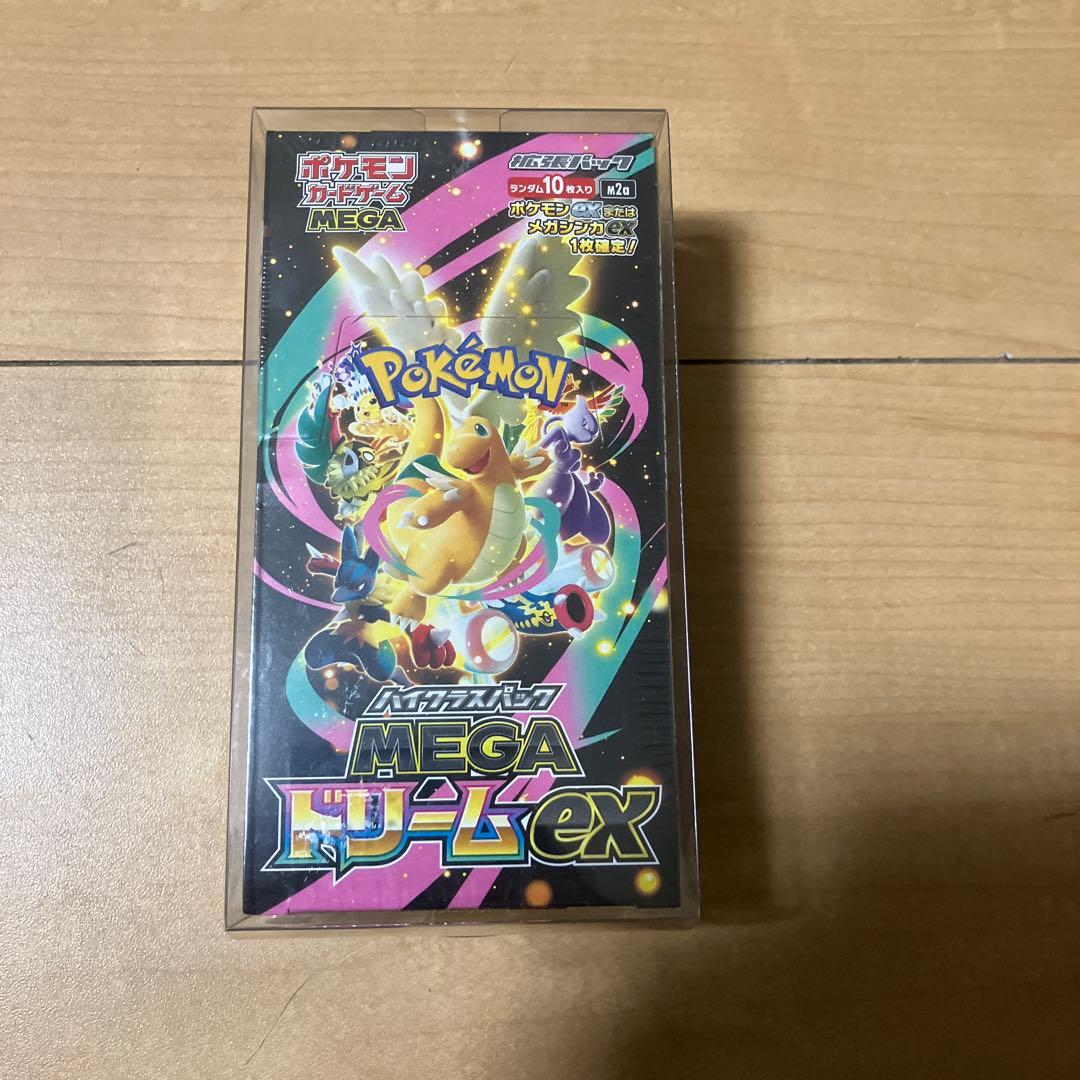 ポケモン
カードゲーム
MEGA
拡張パック
ランダム10枚入り M2a
ポケモンexまたは
メガシンカex
1枚確定!
POKéMON
ハイクラスパック
MEGA
ドリームex